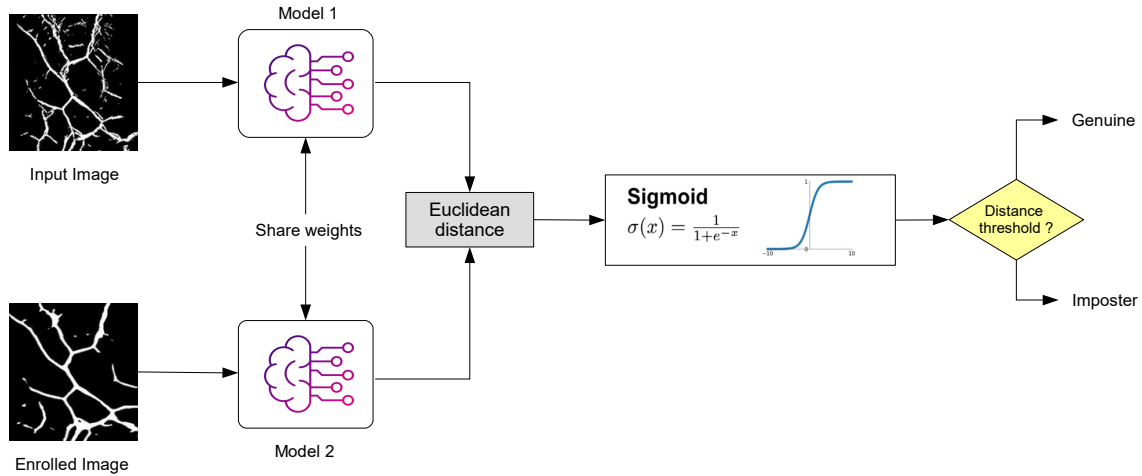 Model 1
Input Image
Share weights
Euclidean
distance
Sigmoid
σ(x) = 1/(1+e^{-x})
1
0
−10
10
Distance
threshold ?
Genuine
Imposter
Enrolled Image
Model 2